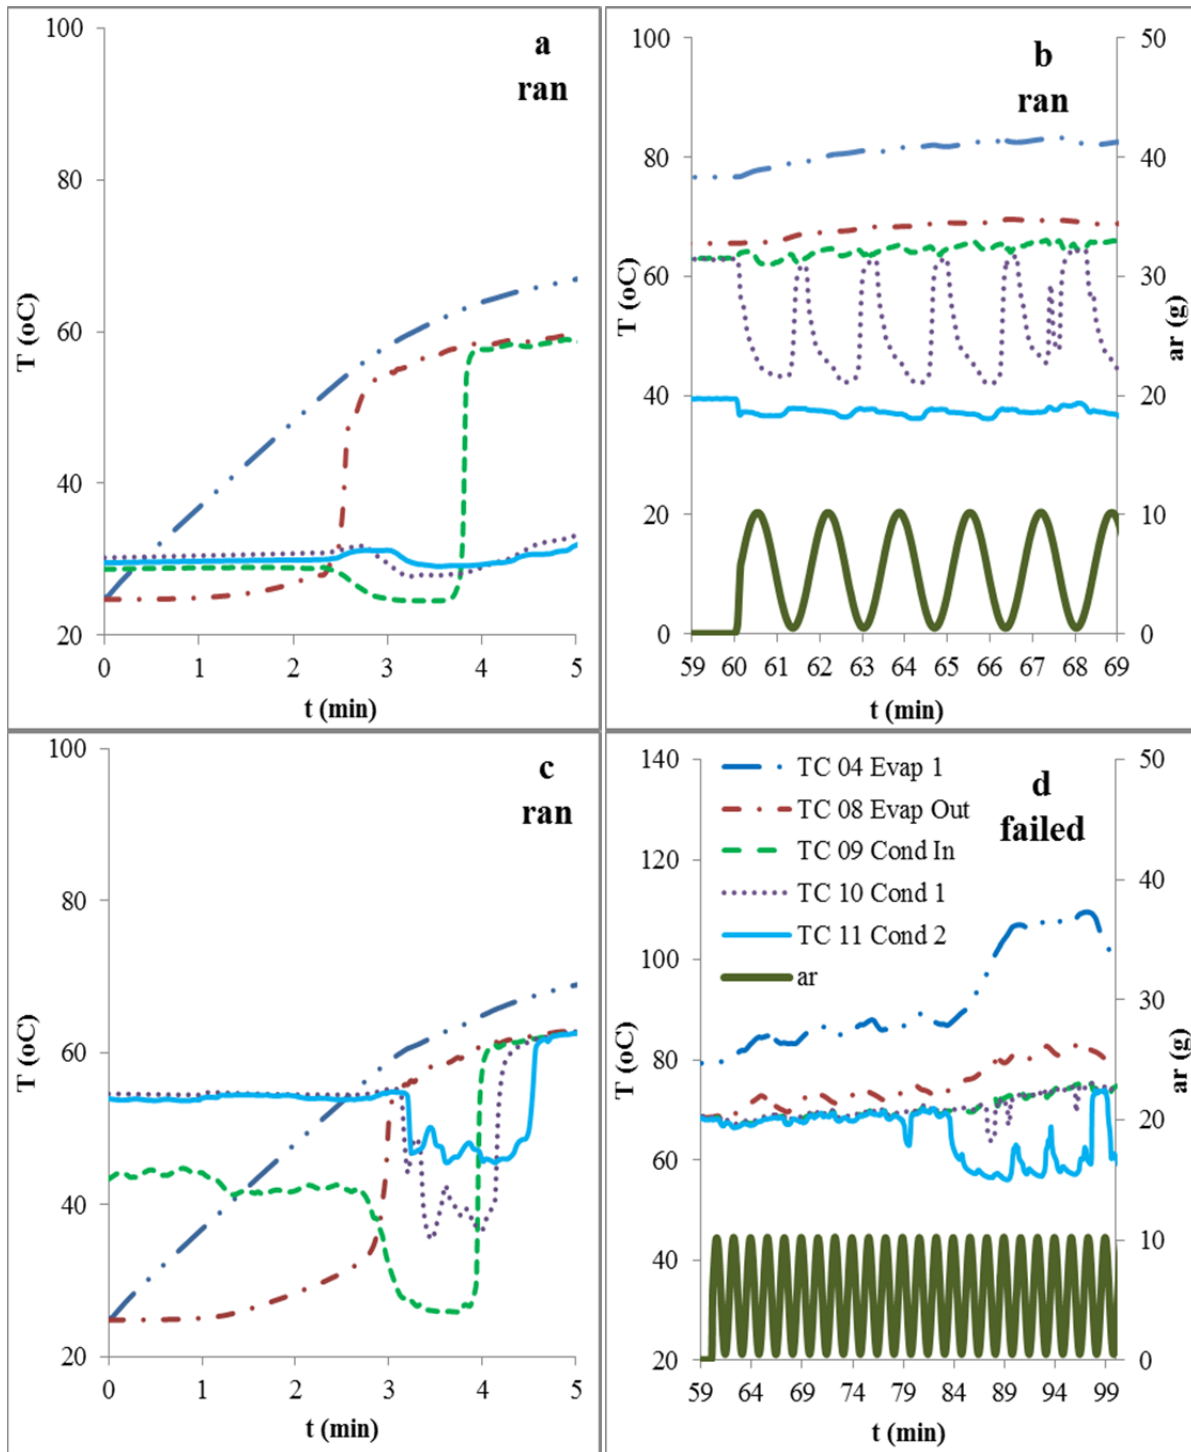 a
ran
100
80
60
40
20
T (oC)
0 1 2 3 4 5
t (min)
b
ran
100
80
60
40
20
0
T (oC)
50
40
30
20
10
0
ar (g)
59 60 61 62 63 64 65 66 67 68 69
t (min)
c
ran
100
80
60
40
20
T (oC)
0 1 2 3 4 5
t (min)
d
failed
140
120
100
80
60
40
20
T (oC)
TC 04 Evap 1
TC 08 Evap Out
TC 09 Cond In
TC 10 Cond 1
TC 11 Cond 2
ar
50
40
30
20
10
0
ar (g)
59 64 69 74 79 84 89 94 99
t (min)